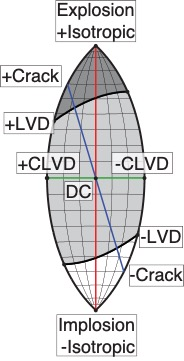 Explosion
+Isotropic
+Crack
+LVD
+CLVD
-CLVD
DC
-LVD
-Crack
Implosion
-Isotropic